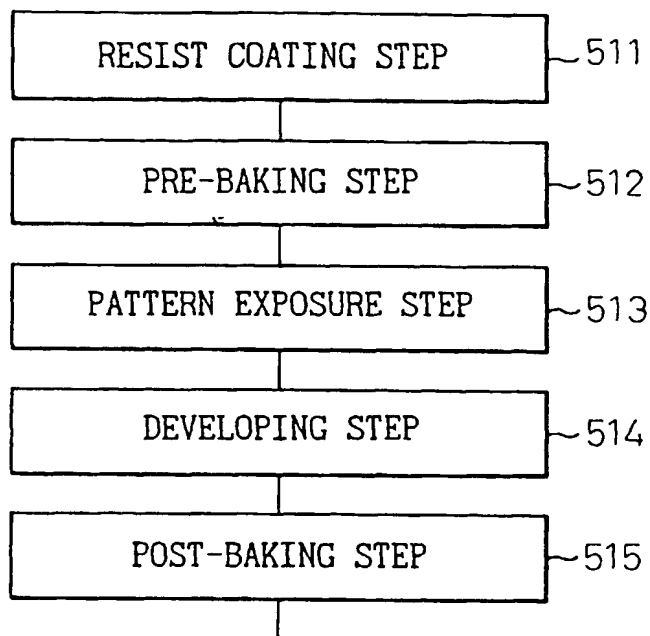 RESIST COATING STEP 511
PRE-BAKING STEP 512
PATTERN EXPOSURE STEP 513
DEVELOPING STEP 514
POST-BAKING STEP 515